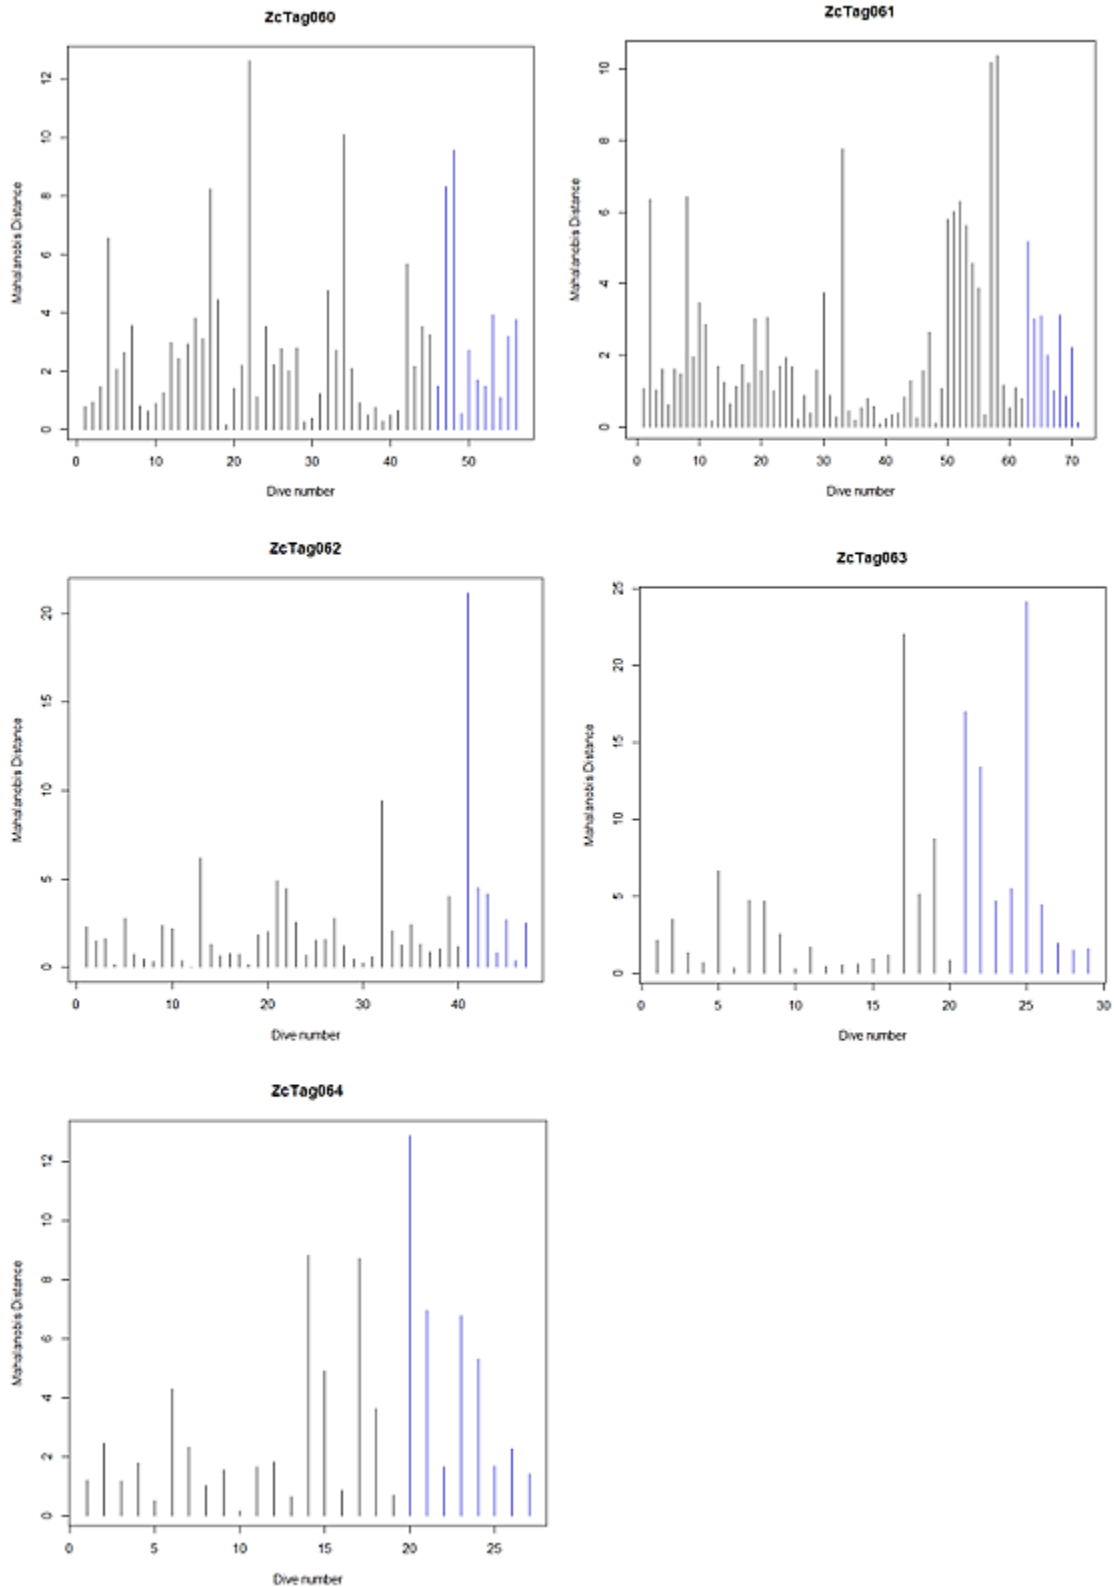 ZcTag060
Mahalanobis Distance
0 2 4 6 8 10 12
0 10 20 30 40 50
Dive number
ZcTag061
Mahalanobis Distance
0 2 4 6 8 10
0 10 20 30 40 50 60 70
Dive number
ZcTag062
Mahalanobis Distance
0 5 10 15 20
0 10 20 30 40
Dive number
ZcTag063
Mahalanobis Distance
0 5 10 15 20 25
0 5 10 15 20 25 30
Dive number
ZcTag064
Mahalanobis Distance
0 2 4 6 8 10 12
0 5 10 15 20 25
Dive number